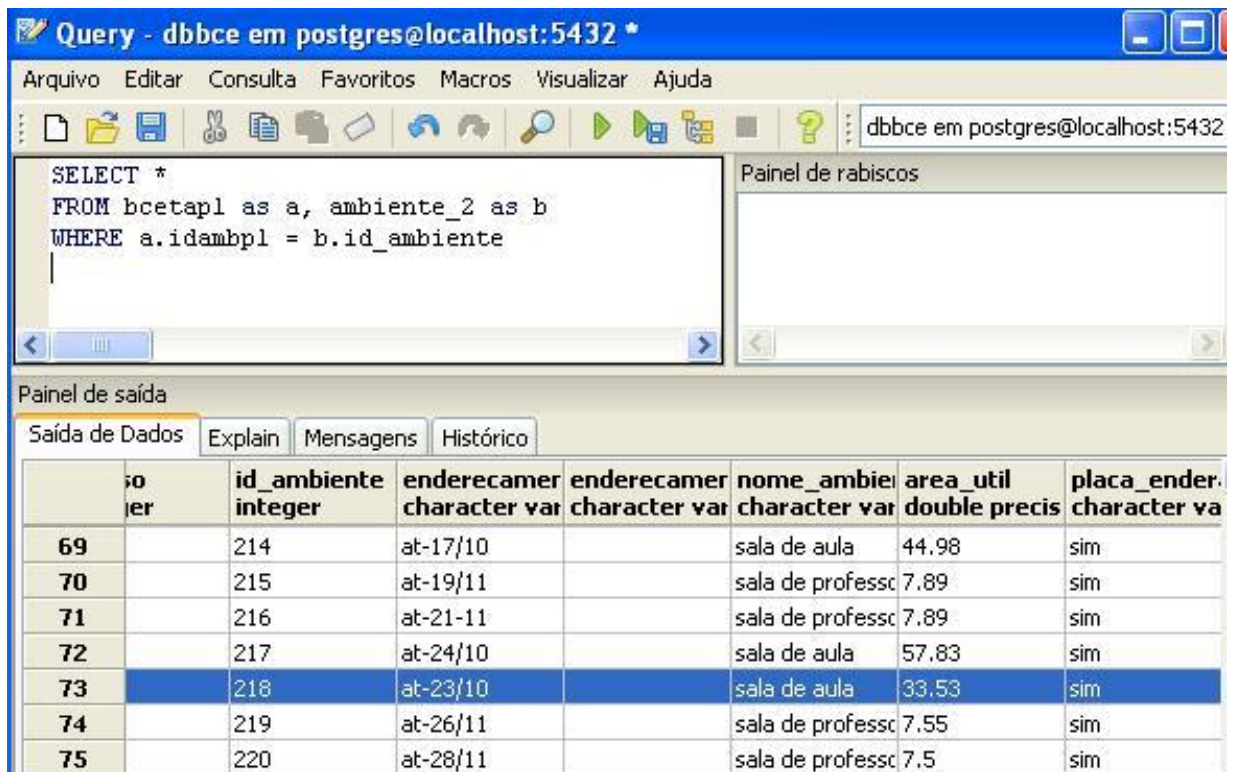 Query - dbbce em postgres@localhost:5432 *
Arquivo Editar Consulta Favoritos Macros Visualizar Ajuda
dbbce em postgres@localhost:5432
SELECT *
FROM bcetapl as a, ambiente_2 as b
WHERE a.idambpl = b.id_ambiente
Painel de rabiscos
Painel de saída
Saída de Dados Explain Mensagens Histórico
so id_ambiente enderecamer enderecamer nome_ambie area_util placa_ender
ger integer character var character var character var double precis character va
69 214 at-17/10 sala de aula 44.98 sim
70 215 at-19/11 sala de professo 7.89 sim
71 216 at-21-11 sala de professo 7.89 sim
72 217 at-24/10 sala de aula 57.83 sim
73 218 at-23/10 sala de aula 33.53 sim
74 219 at-26/11 sala de professo 7.55 sim
75 220 at-28/11 sala de professo 7.5 sim